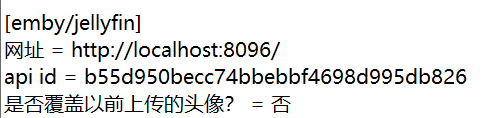 [emby/jellyfin]
网址 = http://localhost:8096/
api id = b55d950becc74bbebbf4698d995db826
是否覆盖以前上传的头像？ = 否